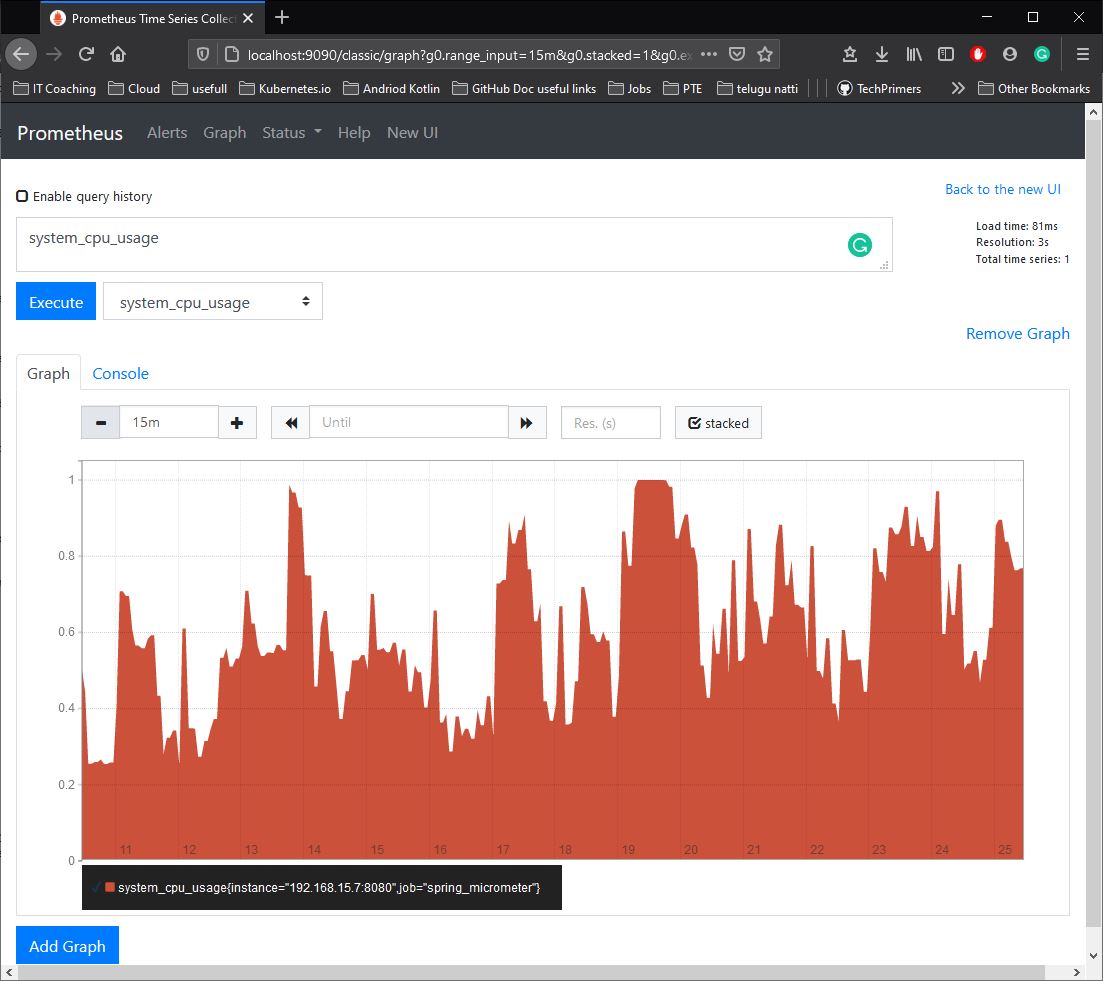 Prometheus Time Series Collect
localhost:9090/classic/graph?g0.range_input=15m&g0.stacked=1&g0.ex
IT Coaching Cloud usefull Kubernetes.io Andriod Kotlin GitHub Doc useful links Jobs PTE telugu natti TechPrimers Other Bookmarks
Prometheus Alerts Graph Status Help New UI
Enable query history
Back to the new UI
system_cpu_usage
Load time: 81ms
Resolution: 3s
Total time series: 1
Execute system_cpu_usage
Remove Graph
Graph Console
15m Until Res. (s) stacked
1
0.8
0.6
0.4
0.2
0
11 12 13 14 15 16 17 18 19 20 21 22 23 24 25
system_cpu_usage{instance="192.168.15.7:8080",job="spring_micrometer"}
Add Graph